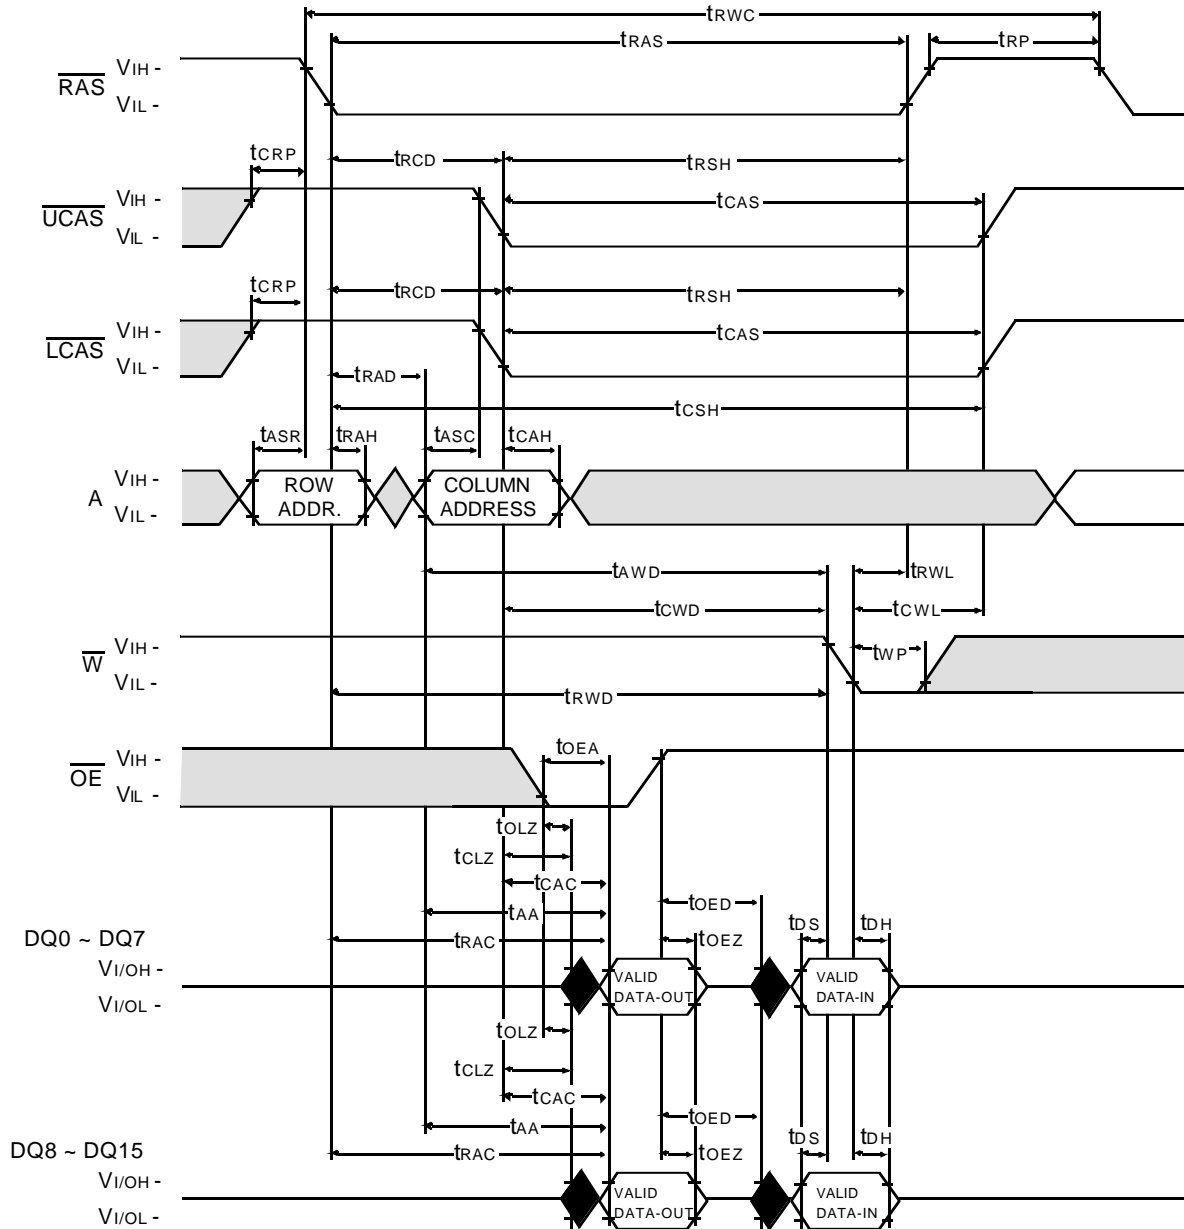 tRWC
tRAS
tRP
RAS
VIH -
VIL -
tCRP
tRCD
tRSH
UCAS
VIH -
VIL -
tCAS
tCRP
tRCD
tRSH
LCAS
VIH -
VIL -
tCAS
tRAD
tCSH
tASR
tRAH
tASC
tCAH
A
VIH -
VIL -
ROW
ADDR.
COLUMN
ADDRESS
tAWD
tRWL
tCWD
tCWL
W
VIH -
VIL -
tWP
tRWD
OE
VIH -
VIL -
tOEA
tOLZ
tCLZ
tCAC
tOED
tAA
tDS
tDH
DQ0 ~ DQ7
tRAC
tOEZ
VI/OH -
VI/OL -
VALID
DATA-OUT
VALID
DATA-IN
tOLZ
tCLZ
tCAC
tOED
tAA
tDS
tDH
DQ8 ~ DQ15
tRAC
tOEZ
VI/OH -
VI/OL -
VALID
DATA-OUT
VALID
DATA-IN